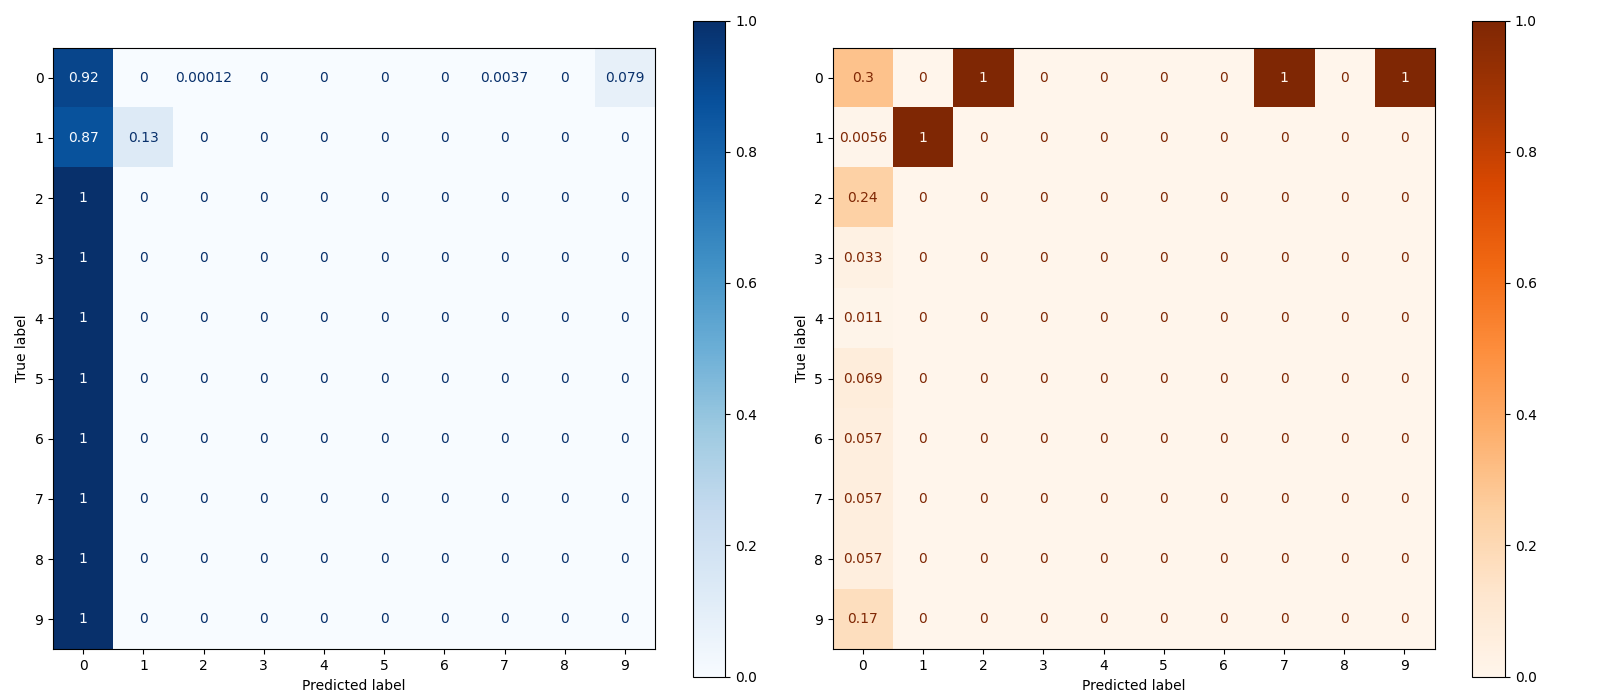 0 0.92 0 0.00012 0 0 0 0 0.0037 0 0.079
1 0.87 0.13 0 0 0 0 0 0 0 0
2 1 0 0 0 0 0 0 0 0 0
3 1 0 0 0 0 0 0 0 0 0
4 1 0 0 0 0 0 0 0 0 0
5 1 0 0 0 0 0 0 0 0 0
6 1 0 0 0 0 0 0 0 0 0
7 1 0 0 0 0 0 0 0 0 0
8 1 0 0 0 0 0 0 0 0 0
9 1 0 0 0 0 0 0 0 0 0
0 1 2 3 4 5 6 7 8 9
True label
Predicted label
1.0
0.8
0.6
0.4
0.2
0.0
0 0.3 0 1 0 0 0 0 1 0 1
1 0.0056 1 0 0 0 0 0 0 0 0
2 0.24 0 0 0 0 0 0 0 0 0
3 0.033 0 0 0 0 0 0 0 0 0
4 0.011 0 0 0 0 0 0 0 0 0
5 0.069 0 0 0 0 0 0 0 0 0
6 0.057 0 0 0 0 0 0 0 0 0
7 0.057 0 0 0 0 0 0 0 0 0
8 0.057 0 0 0 0 0 0 0 0 0
9 0.17 0 0 0 0 0 0 0 0 0
0 1 2 3 4 5 6 7 8 9
True label
Predicted label
1.0
0.8
0.6
0.4
0.2
0.0